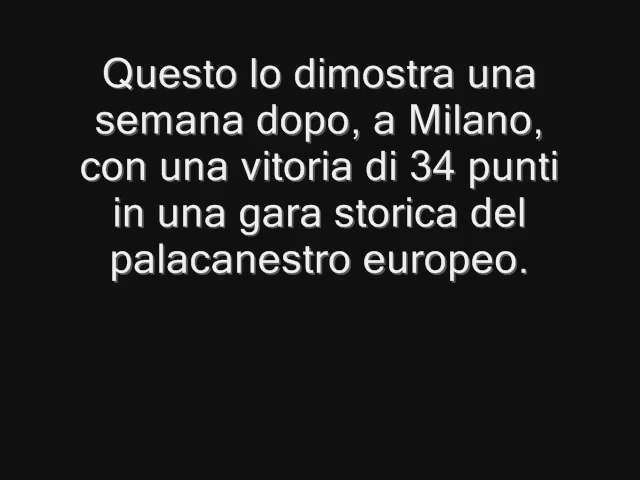 Questo lo dimostra una
semana dopo, a Milano,
con una vitoria di 34 punti
in una gara storica del
palacanestro europeo.